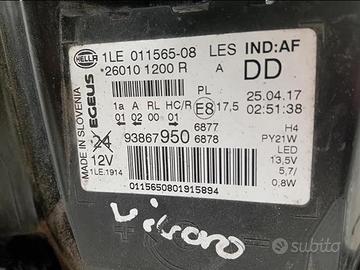 HELLA
1LE 011565-08 LES IND:AF
*26010 1200 R A DD
MADE IN SLOVENIA
EGEUS
PL
1a A RL HC/R E8 17,5
01 02 00 01
25.04.17
02:51:38
24
12V
93867950
6877
6878
H4
PY21W
LED
13,5V
5,7/
0,8W
1LE.1914
0115650801915894
subito